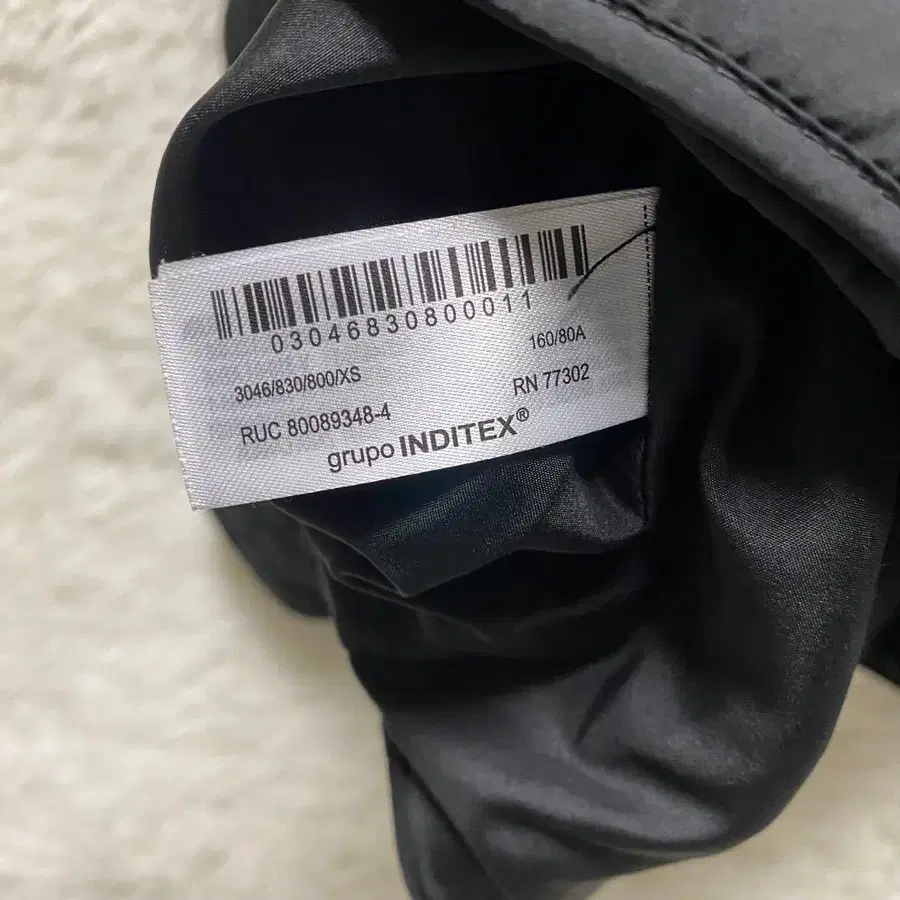 03046830800011
160/80A
3046/830/800/XS
RN 77302
RUC 80089348-4
grupo INDITEX®